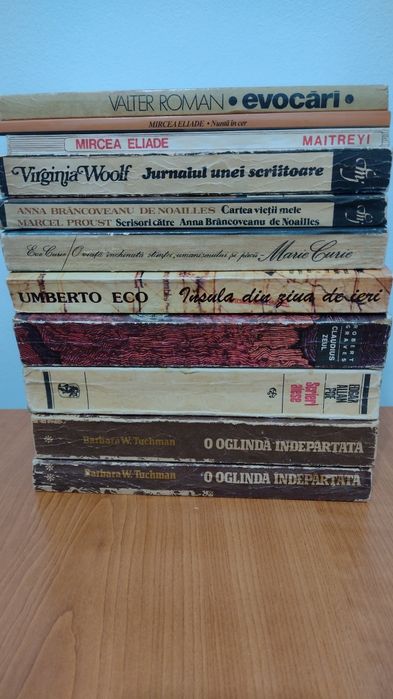 VALTER ROMAN • evocări •
MIRCEA ELIADE • Nuntă în cer
MIRCEA ELIADE MAITREYI
Virginia Woolf Jurnalul unei scriitoare
ANNA BRÂNCOVEANU DE NOAILLES Cartea vieții mele
MARCEL PROUST Scrisori către Anna Brâncoveanu de Noailles
Eve Curie / O viață închinată științei, umanismului și păcii - Marie Curie
UMBERTO ECO Insula din ziua de ieri
ROBERT GRAVES
CLAUDIUS ZEUL
EDGAR ALLAN POE
Scrieri alese
* Barbara W. Tuchman O OGLINDĂ ÎNDEPĂRTATĂ
** Barbara W. Tuchman O OGLINDĂ ÎNDEPĂRTATĂ